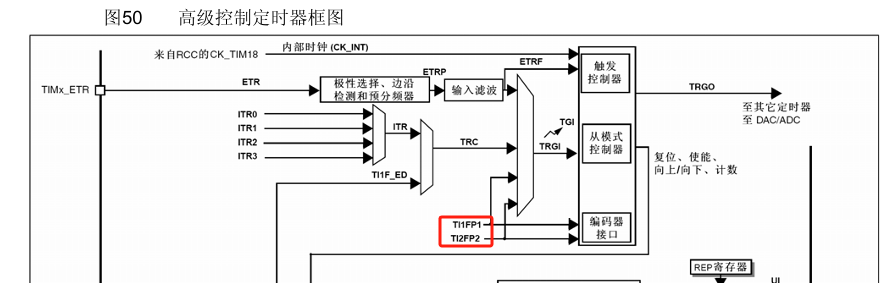 图50 高级控制定时器框图
来自RCC的CK_TIM18
内部时钟 (CK_INT)
TIMx_ETR
ETR
极性选择、边沿
检测和预分频器
ETRP
输入滤波
ETRF
触发
控制器
TRGO
至其它定时器
至 DAC/ADC
ITR0
ITR1
ITR2
ITR3
ITR
TI1F_ED
TRC
TGI
TRGI
从模式
控制器
复位、使能、
向上/向下、计数
TI1FP1
TI2FP2
编码器
接口
REP寄存器
UI